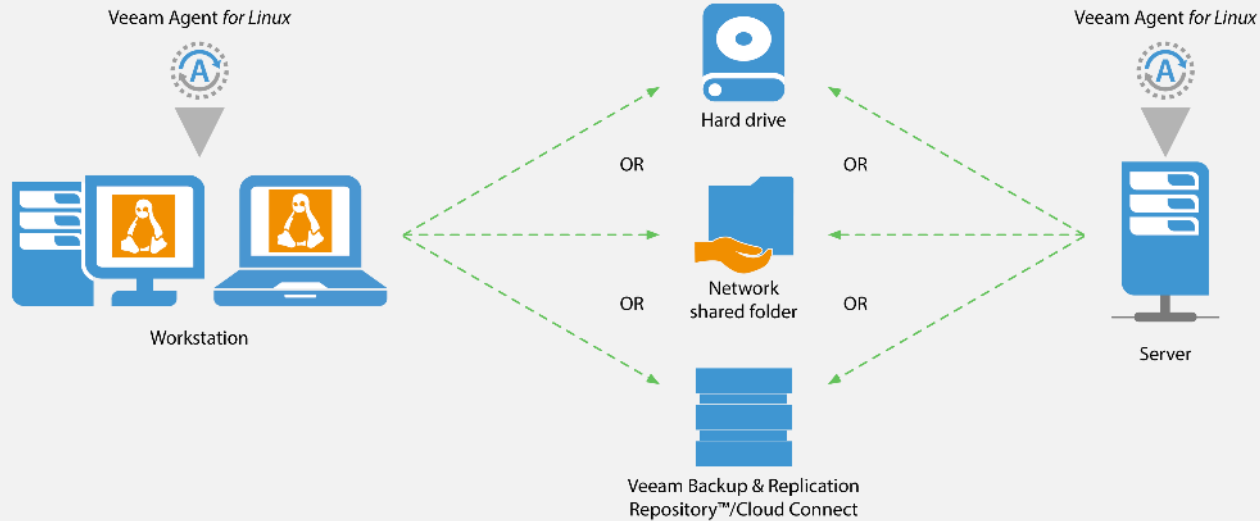 Veeam Agent for Linux
Veeam Agent for Linux
A
A
Hard drive
OR
OR
Network
shared folder
OR
OR
Workstation
Server
Veeam Backup & Replication
Repository™/Cloud Connect